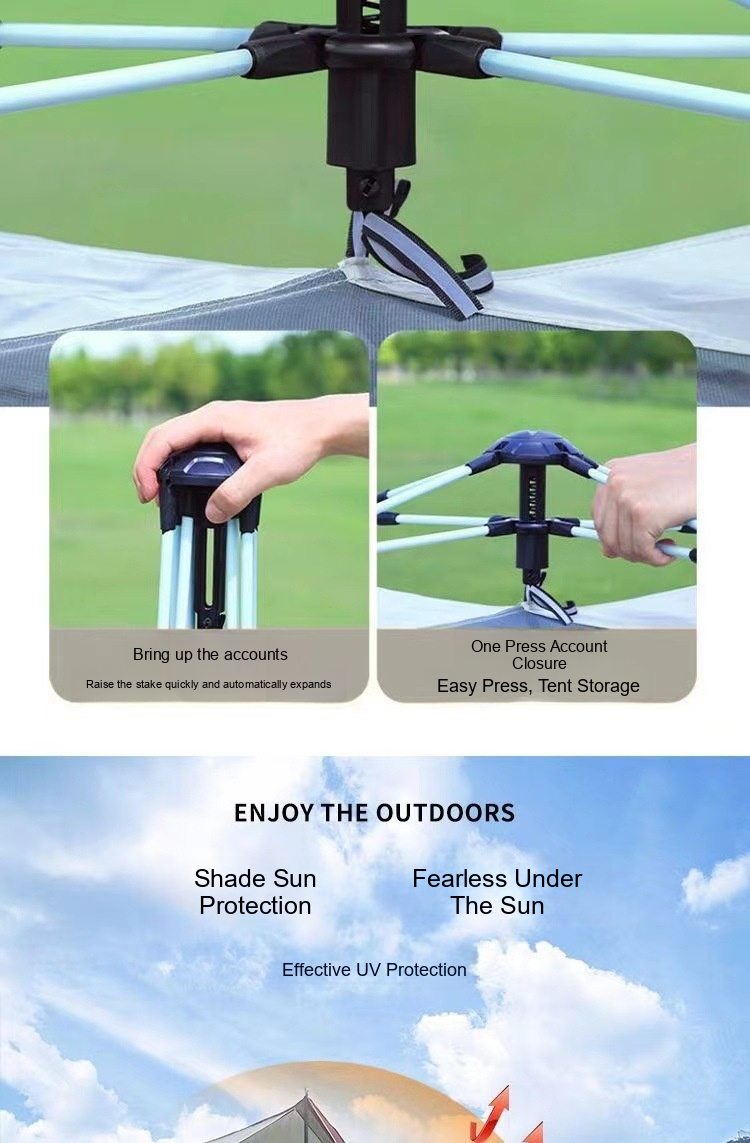 Bring up the accounts
Raise the stake quickly and automatically expands
One Press Account
Closure
Easy Press, Tent Storage
ENJOY THE OUTDOORS
Shade Sun
Protection
Fearless Under
The Sun
Effective UV Protection